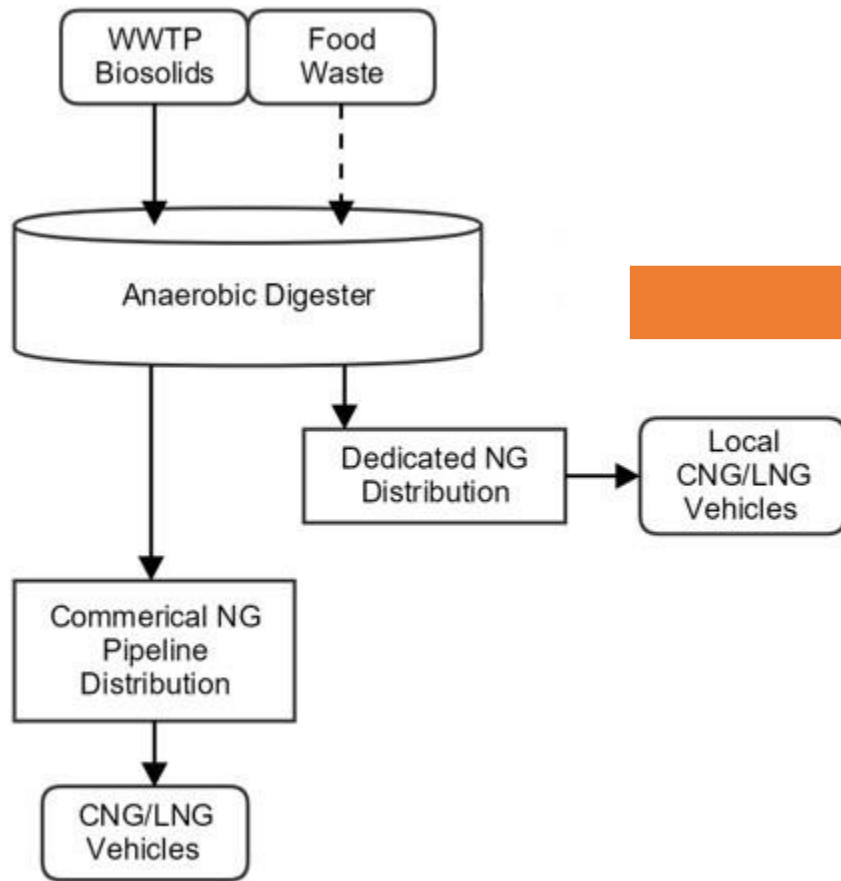 WWTP
Biosolids
Food
Waste
Anaerobic Digester
Dedicated NG
Distribution
Local
CNG/LNG
Vehicles
Commerical NG
Pipeline
Distribution
CNG/LNG
Vehicles